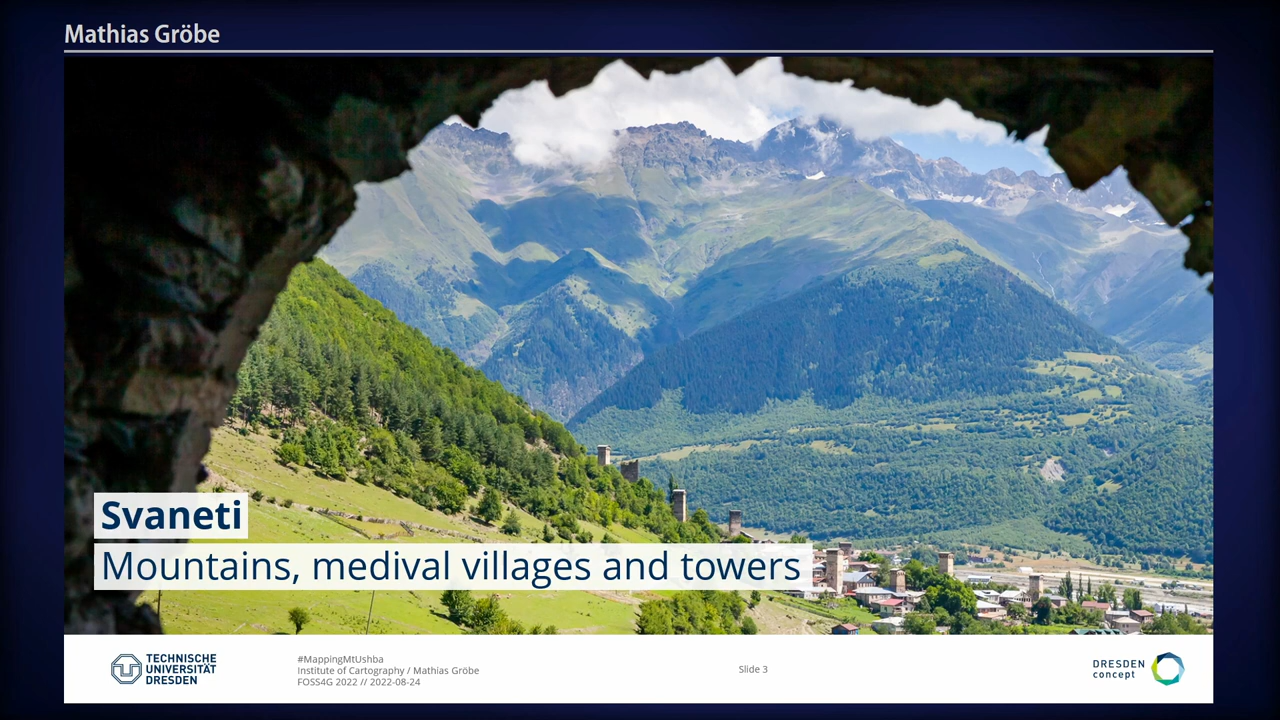 Mathias Gröbe
Svaneti
Mountains, medival villages and towers
TECHNISCHE
UNIVERSITÄT
DRESDEN
#MappingMtUshba
Institute of Cartography / Mathias Gröbe
FOSS4G 2022 // 2022-08-24
Slide 3
DRESDEN
concept